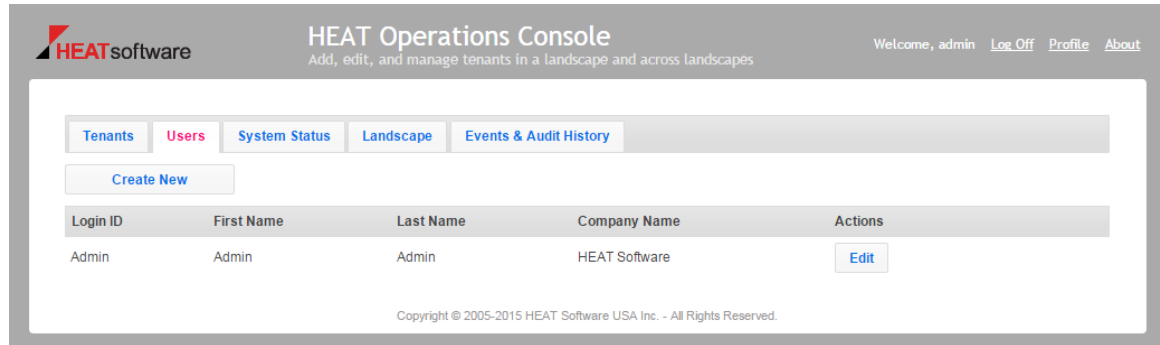 HEATsoftware
HEAT Operations Console
Add, edit, and manage tenants in a landscape and across landscapes
Welcome, admin Log Off Profile About
Tenants Users System Status Landscape Events & Audit History
Create New
Login ID First Name Last Name Company Name Actions
Admin Admin Admin HEAT Software Edit
Copyright © 2005-2015 HEAT Software USA Inc. - All Rights Reserved.